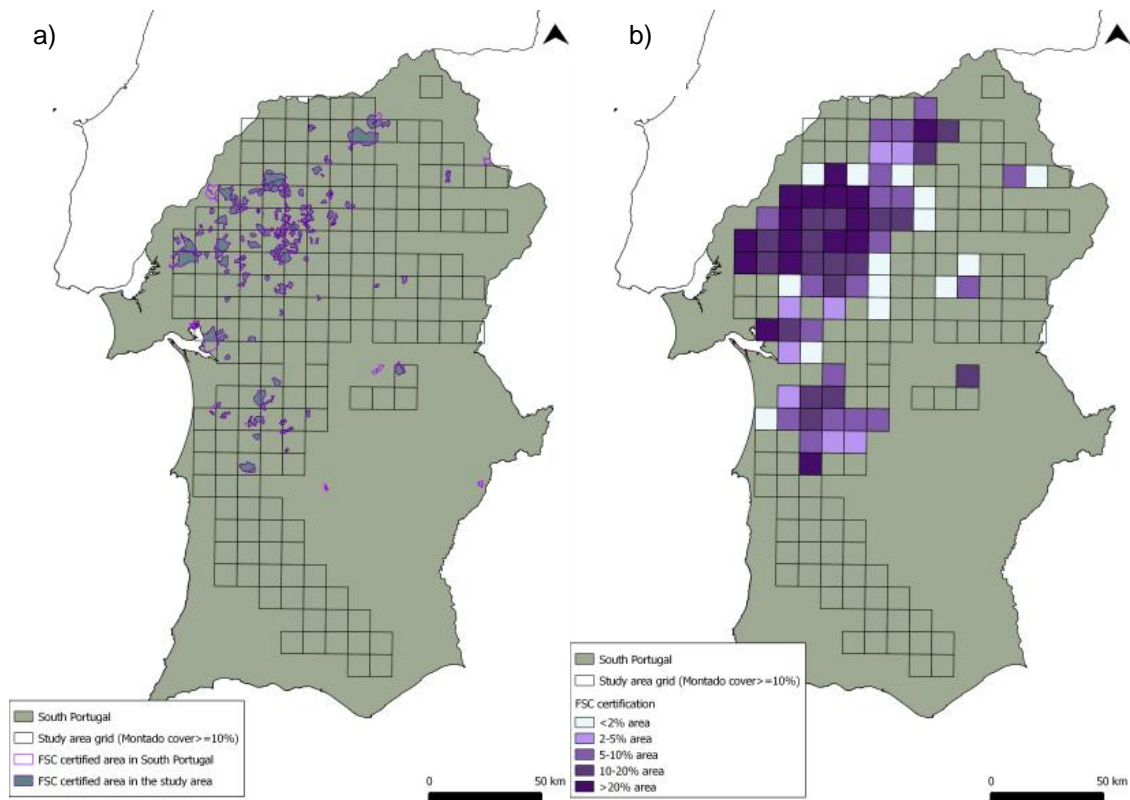 a)
b)
South Portugal
Study area grid (Montado cover>=10%)
FSC certified area in South Portugal
FSC certified area in the study area
0 50 km
South Portugal
Study area grid (Montado cover>=10%)
FSC certification
<2% area
2-5% area
5-10% area
10-20% area
>20% area
0 50 km